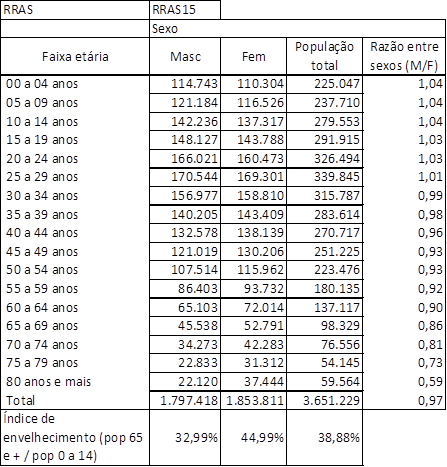 RRAS RRAS15
Sexo
Faixa etária Masc Fem População total Razão entre sexos (M/F)
00 a 04 anos 114.743 110.304 225.047 1,04
05 a 09 anos 121.184 116.526 237.710 1,04
10 a 14 anos 142.236 137.317 279.553 1,04
15 a 19 anos 148.127 143.788 291.915 1,03
20 a 24 anos 166.021 160.473 326.494 1,03
25 a 29 anos 170.544 169.301 339.845 1,01
30 a 34 anos 156.977 158.810 315.787 0,99
35 a 39 anos 140.205 143.409 283.614 0,98
40 a 44 anos 132.578 138.139 270.717 0,96
45 a 49 anos 121.019 130.206 251.225 0,93
50 a 54 anos 107.514 115.962 223.476 0,93
55 a 59 anos 86.403 93.732 180.135 0,92
60 a 64 anos 65.103 72.014 137.117 0,90
65 a 69 anos 45.538 52.791 98.329 0,86
70 a 74 anos 34.273 42.283 76.556 0,81
75 a 79 anos 22.833 31.312 54.145 0,73
80 anos e mais 22.120 37.444 59.564 0,59
Total 1.797.418 1.853.811 3.651.229 0,97
Índice de
envelhecimento (pop 65 32,99% 44,99% 38,88%
e + / pop 0 a 14)